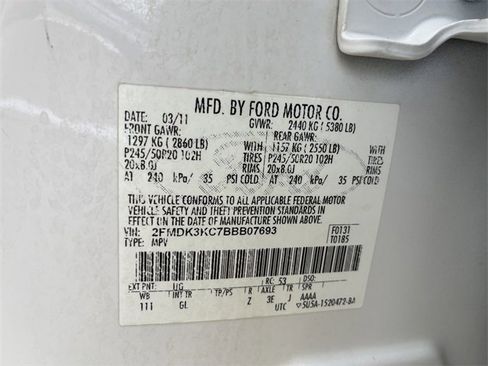 MFD. BY FORD MOTOR CO.
DATE: 03/11 GVWR: 2440 KG ( 5380 LB)
FRONT GAWR: REAR GAWR:
1297 KG ( 2860 LB) WITH 1157 KG ( 2550 LB) WITH
P245/50R20 102H TIRES P245/50R20 102H TIRES
20x8.0J RIMS 20x8.0J RIMS
AT 240 kPa/ 35 PSI COLD AT 240 kPa/ 35 PSI COLD
THIS VEHICLE CONFORMS TO ALL APPLICABLE FEDERAL MOTOR
VEHICLE SAFETY AND THEFT PREVENTION STANDARDS IN
EFFECT ON THE DATE OF MANUFACTURE SHOWN ABOVE.
VIN: 2FMDK3KC7BBB07693 F0131
TYPE: MPV T0185
EXT PNT: UG RC: 53 DSO:
WB INT TR TP/PS R AXLE TR SPR
111 GL Z 3E J AAAA
UTC 5U5A-1520472-BA